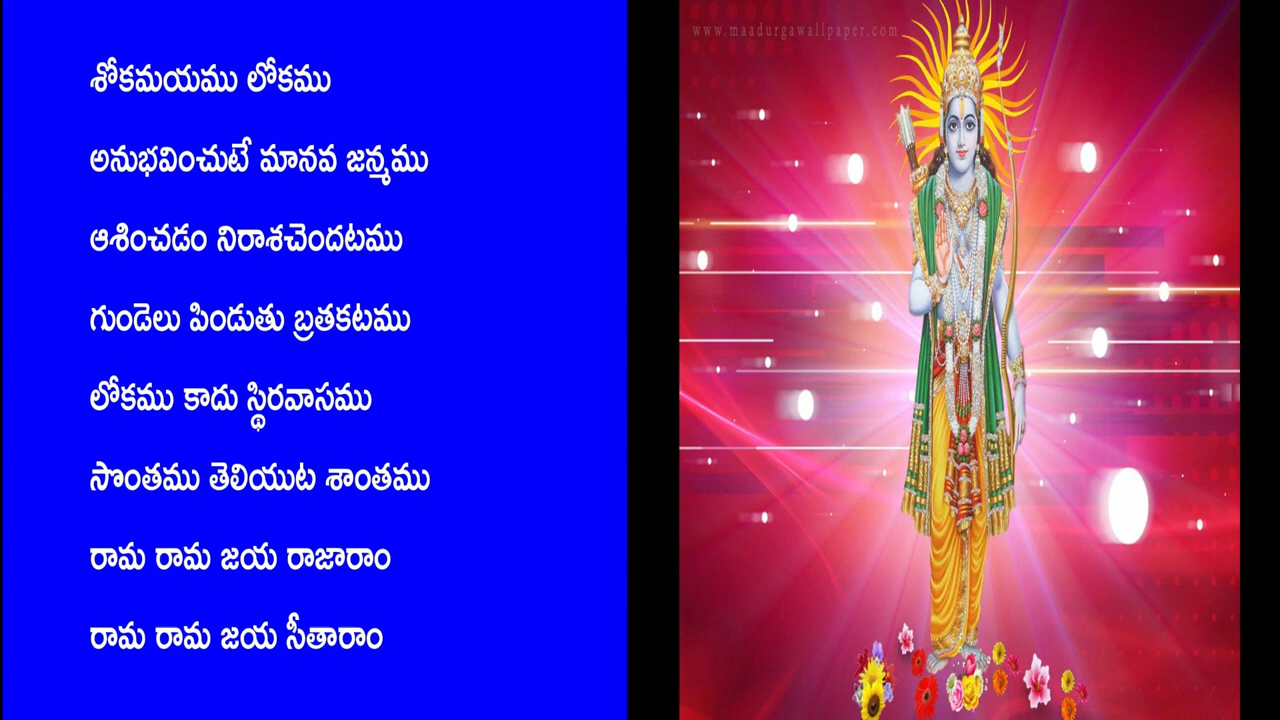 శోకమయము లోకము
అనుభవించుటే మానవ జన్మము
ఆశించడం నిరాశచెందటము
గుండెలు పిండుతు బ్రతకటము
లోకము కాదు స్థిరవాసము
సొంతము తెలియుట శాంతము
రామ రామ జయ రాజారాం
రామ రామ జయ సీతారాం
www.maadurgawallpaper.com